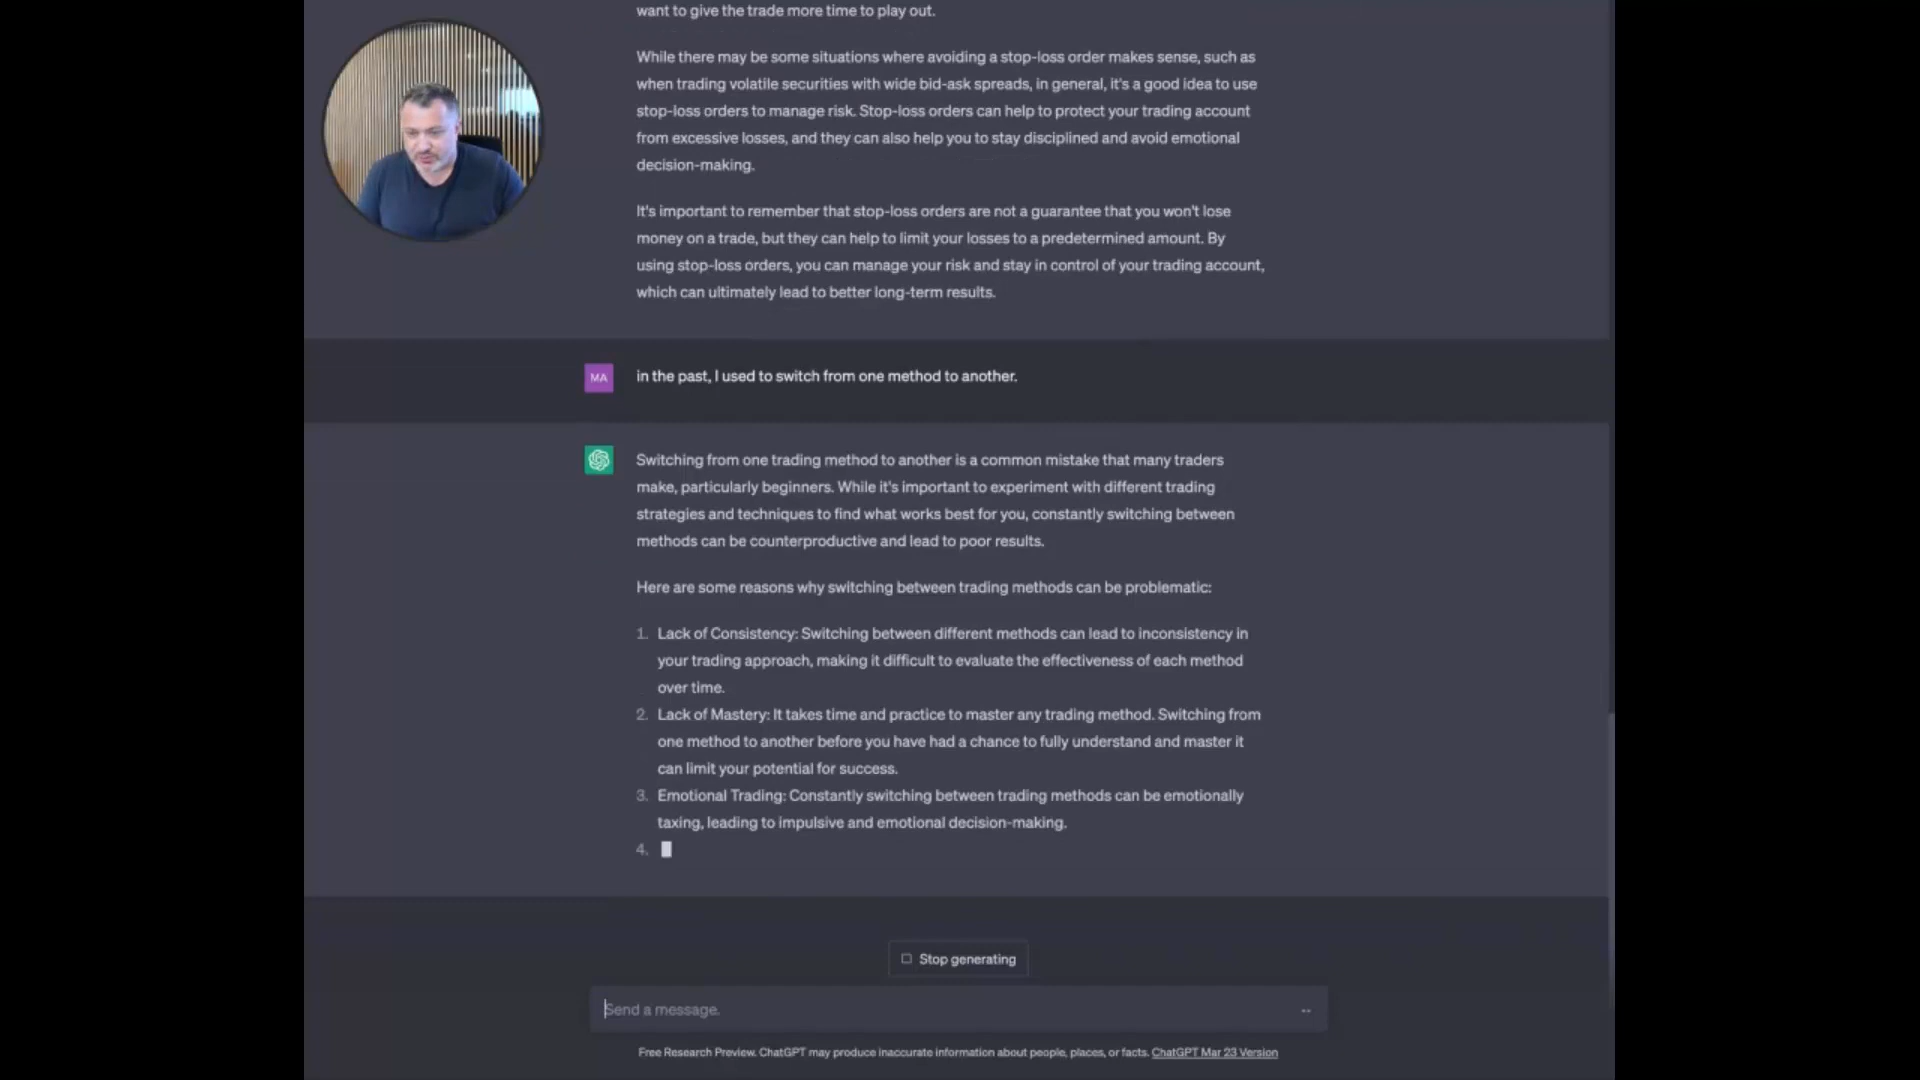 want to give the trade more time to play out.
While there may be some situations where avoiding a stop-loss order makes sense, such as
when trading volatile securities with wide bid-ask spreads, in general, it's a good idea to use
stop-loss orders to manage risk. Stop-loss orders can help to protect your trading account
from excessive losses, and they can also help you to stay disciplined and avoid emotional
decision-making.
It's important to remember that stop-loss orders are not a guarantee that you won't lose
money on a trade, but they can help to limit your losses to a predetermined amount. By
using stop-loss orders, you can manage your risk and stay in control of your trading account,
which can ultimately lead to better long-term results.
MA
in the past, I used to switch from one method to another.
Switching from one trading method to another is a common mistake that many traders
make, particularly beginners. While it's important to experiment with different trading
strategies and techniques to find what works best for you, constantly switching between
methods can be counterproductive and lead to poor results.
Here are some reasons why switching between trading methods can be problematic:
1. Lack of Consistency: Switching between different methods can lead to inconsistency in
your trading approach, making it difficult to evaluate the effectiveness of each method
over time.
2. Lack of Mastery: It takes time and practice to master any trading method. Switching from
one method to another before you have had a chance to fully understand and master it
can limit your potential for success.
3. Emotional Trading: Constantly switching between trading methods can be emotionally
taxing, leading to impulsive and emotional decision-making.
4.
Stop generating
Send a message.
Free Research Preview. ChatGPT may produce inaccurate information about people, places, or facts. ChatGPT Mar 23 Version